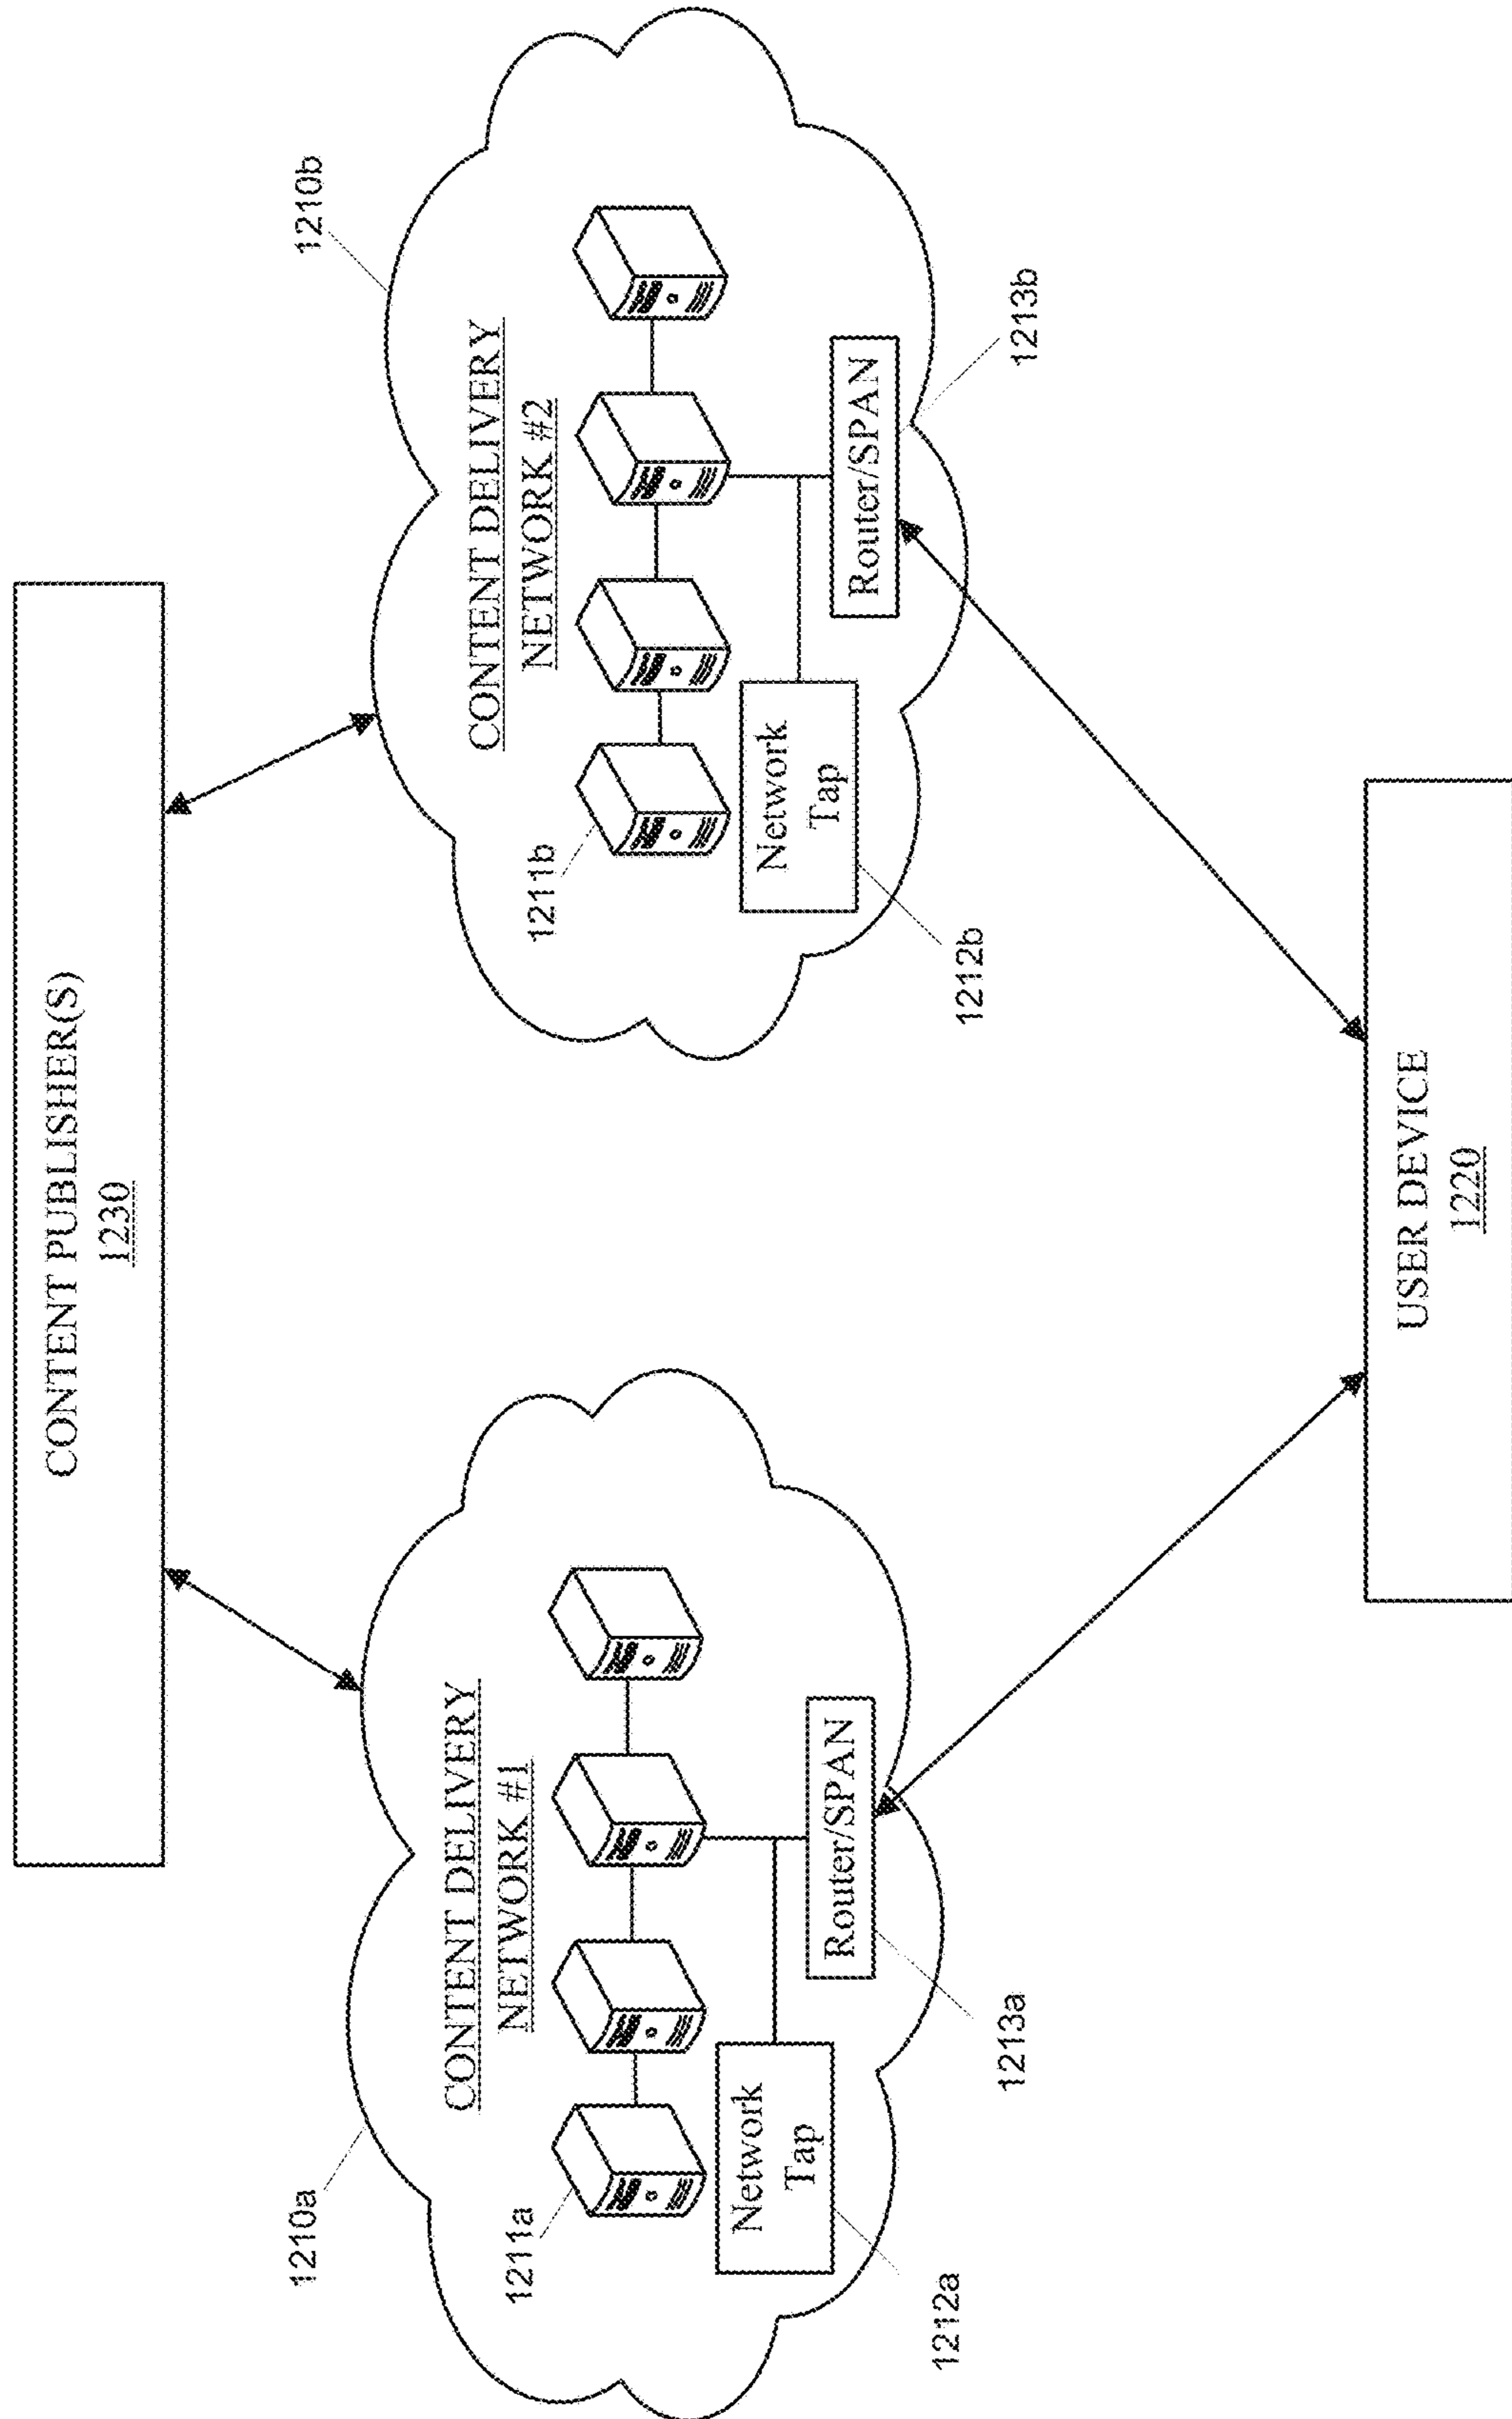 CONTENT PUBLISHER(S)
1230
1210a
CONTENT DELIVERY
NETWORK #1
1211a
Network
Tap
Router/SPAN
1212a
1213a
1210b
CONTENT DELIVERY
NETWORK #2
1211b
Network
Tap
Router/SPAN
1212b
1213b
USER DEVICE
1220